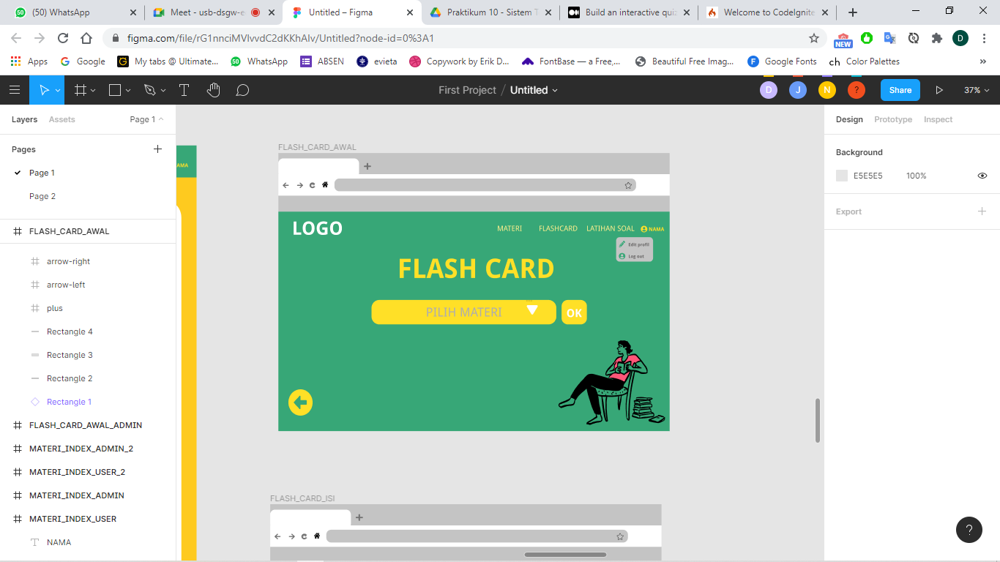 (50) WhatsApp
Meet - usb-dsgw-e
Untitled – Figma
Praktikum 10 - Sistem T
Build an interactive quiz
Welcome to CodeIgnite
figma.com/file/rG1nnciMVlvvdC2dKKhAlv/Untitled?node-id=0%3A1
NEW
D
Apps
Google
My tabs @ Ultimate...
WhatsApp
ABSEN
evieta
Copywork by Erik D...
FontBase — a Free,...
Beautiful Free Imag...
Google Fonts
ch
Color Palettes
»
First Project / Untitled
D
J
N
?
Share
37%
Layers
Assets
Page 1
Pages
Page 1
Page 2
FLASH_CARD_AWAL
arrow-right
arrow-left
plus
Rectangle 4
Rectangle 3
Rectangle 2
Rectangle 1
FLASH_CARD_AWAL_ADMIN
MATERI_INDEX_ADMIN_2
MATERI_INDEX_USER_2
MATERI_INDEX_ADMIN
MATERI_INDEX_USER
NAMA
AMA
FLASH_CARD_AWAL
LOGO
MATERI
FLASHCARD
LATIHAN SOAL
NAMA
Edit profil
Log out
FLASH CARD
PILIH MATERI
OK
FLASH_CARD_ISI
Design
Prototype
Inspect
Background
E5E5E5
100%
Export
?